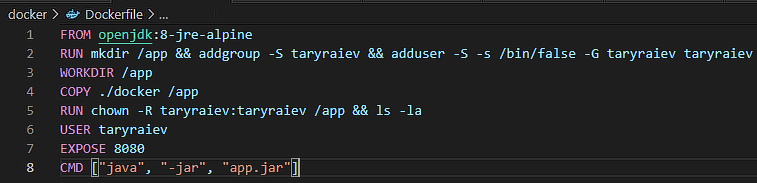 docker > Dockerfile > ...
1 FROM openjdk:8-jre-alpine
2 RUN mkdir /app && addgroup -S taryraiev && adduser -S -s /bin/false -G taryraiev taryraiev
3 WORKDIR /app
4 COPY ./docker /app
5 RUN chown -R taryraiev:taryraiev /app && ls -la
6 USER taryraiev
7 EXPOSE 8080
8 CMD ["java", "-jar", "app.jar"]